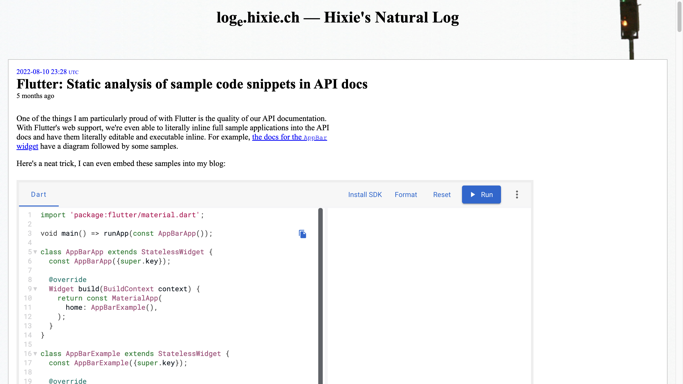 logₑ.hixie.ch — Hixie's Natural Log
2022-08-10 23:28 UTC
Flutter: Static analysis of sample code snippets in API docs
5 months ago
One of the things I am particularly proud of with Flutter is the quality of our API documentation.
With Flutter's web support, we're even able to literally inline full sample applications into the API
docs and have them literally editable and executable inline. For example, the docs for the AppBar
widget have a diagram followed by some samples.
Here's a neat trick, I can even embed these samples into my blog:
Dart Install SDK Format Reset Run
1 import 'package:flutter/material.dart';
2
3 void main() => runApp(const AppBarApp());
4
5 class AppBarApp extends StatelessWidget {
6 const AppBarApp({super.key});
7
8 @override
9 Widget build(BuildContext context) {
10 return const MaterialApp(
11 home: AppBarExample(),
12 );
13 }
14 }
15
16 class AppBarExample extends StatelessWidget {
17 const AppBarExample({super.key});
18
19 @override